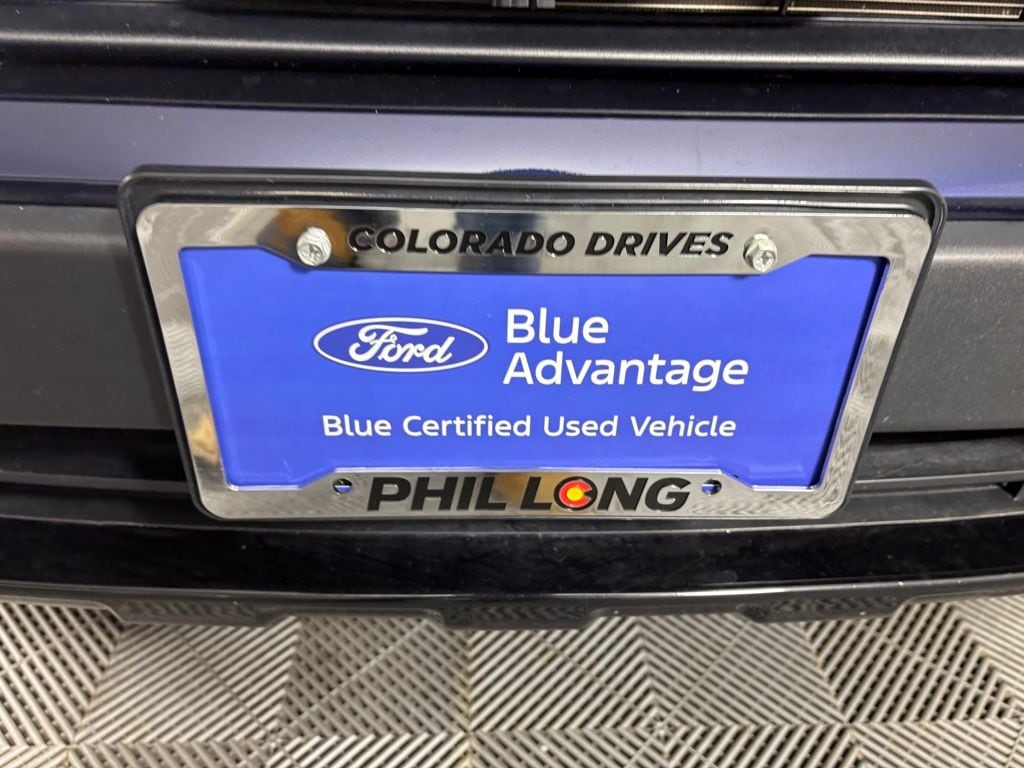 COLORADO DRIVES
Ford
Blue
Advantage
Blue Certified Used Vehicle
PHIL LONG